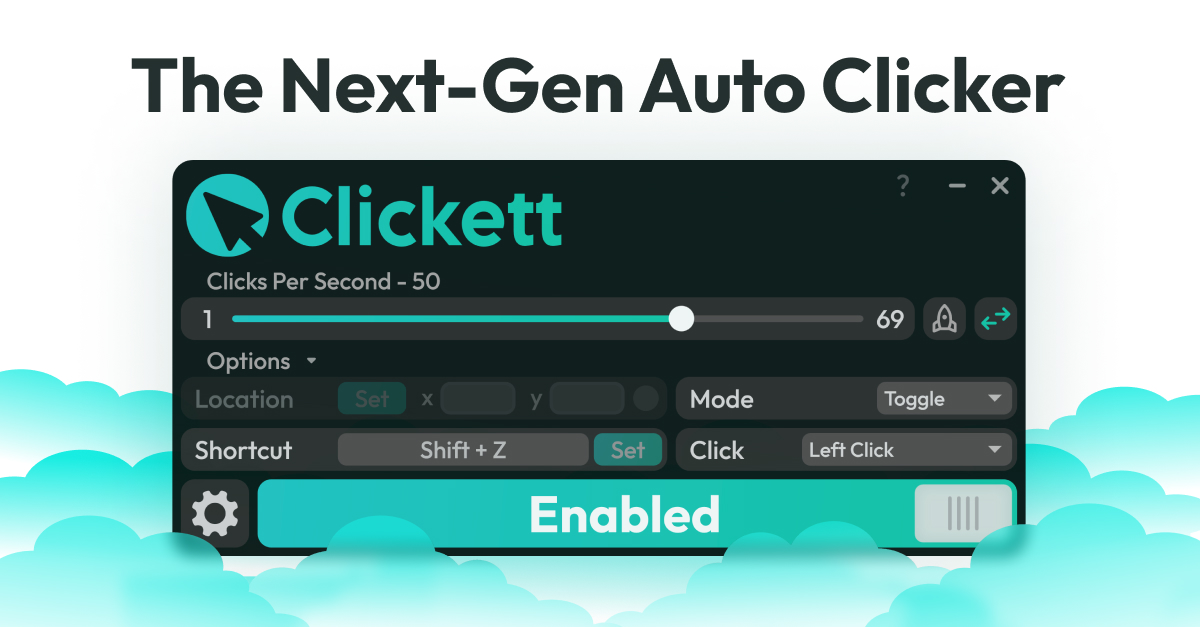 The Next-Gen Auto Clicker
Clickett
?
Clicks Per Second - 50
1 69
Options
Location Set x y
Mode Toggle
Shortcut Shift + Z Set
Click Left Click
Enabled